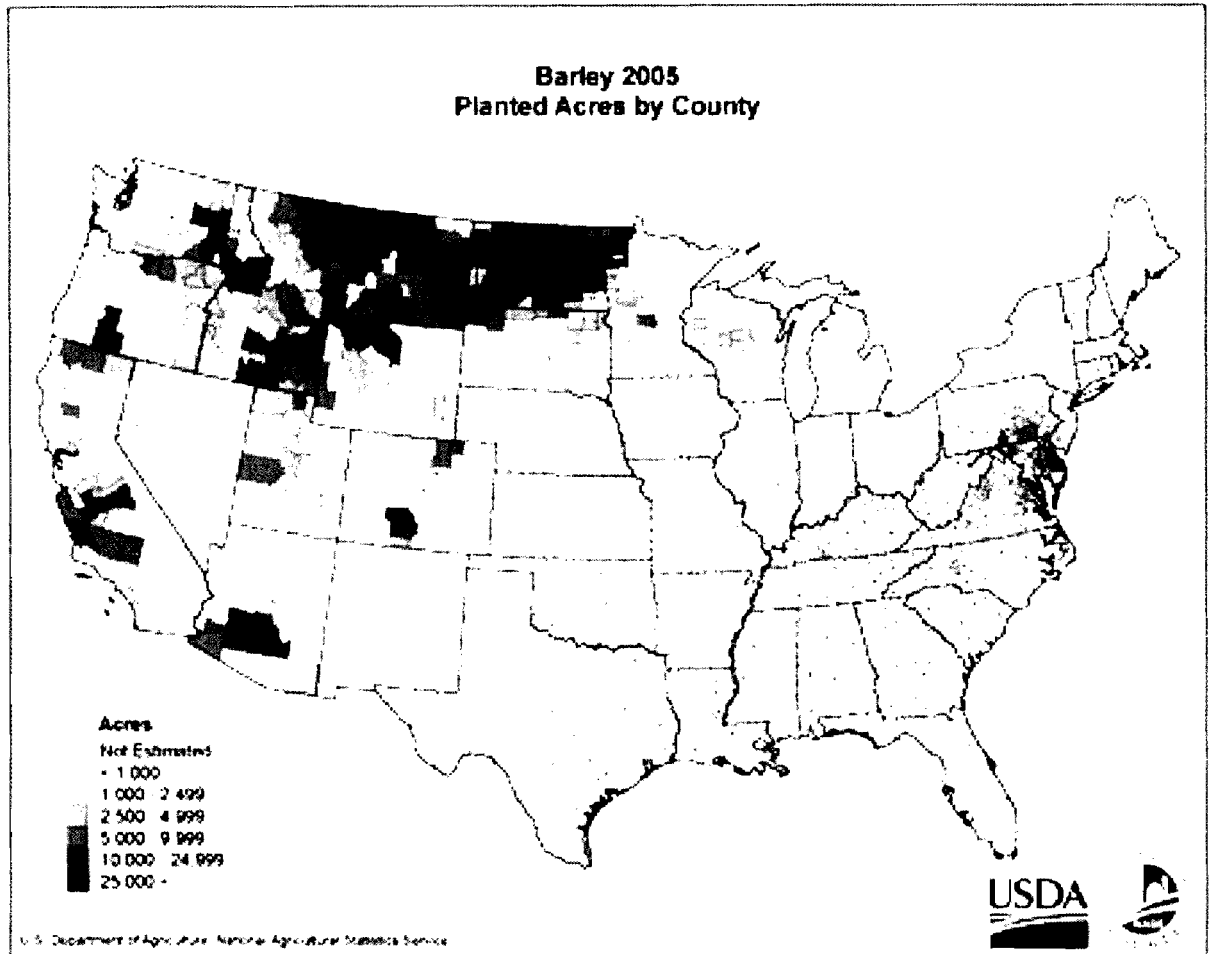 Barley 2005
Planted Acres by County
Acres
Not Estimated
< 1 000
1 000 - 2 499
2 500 - 4 999
5 000 - 9 999
10 000 - 24 999
25 000 +
USDA
U.S. Department of Agriculture, National Agricultural Statistics Service